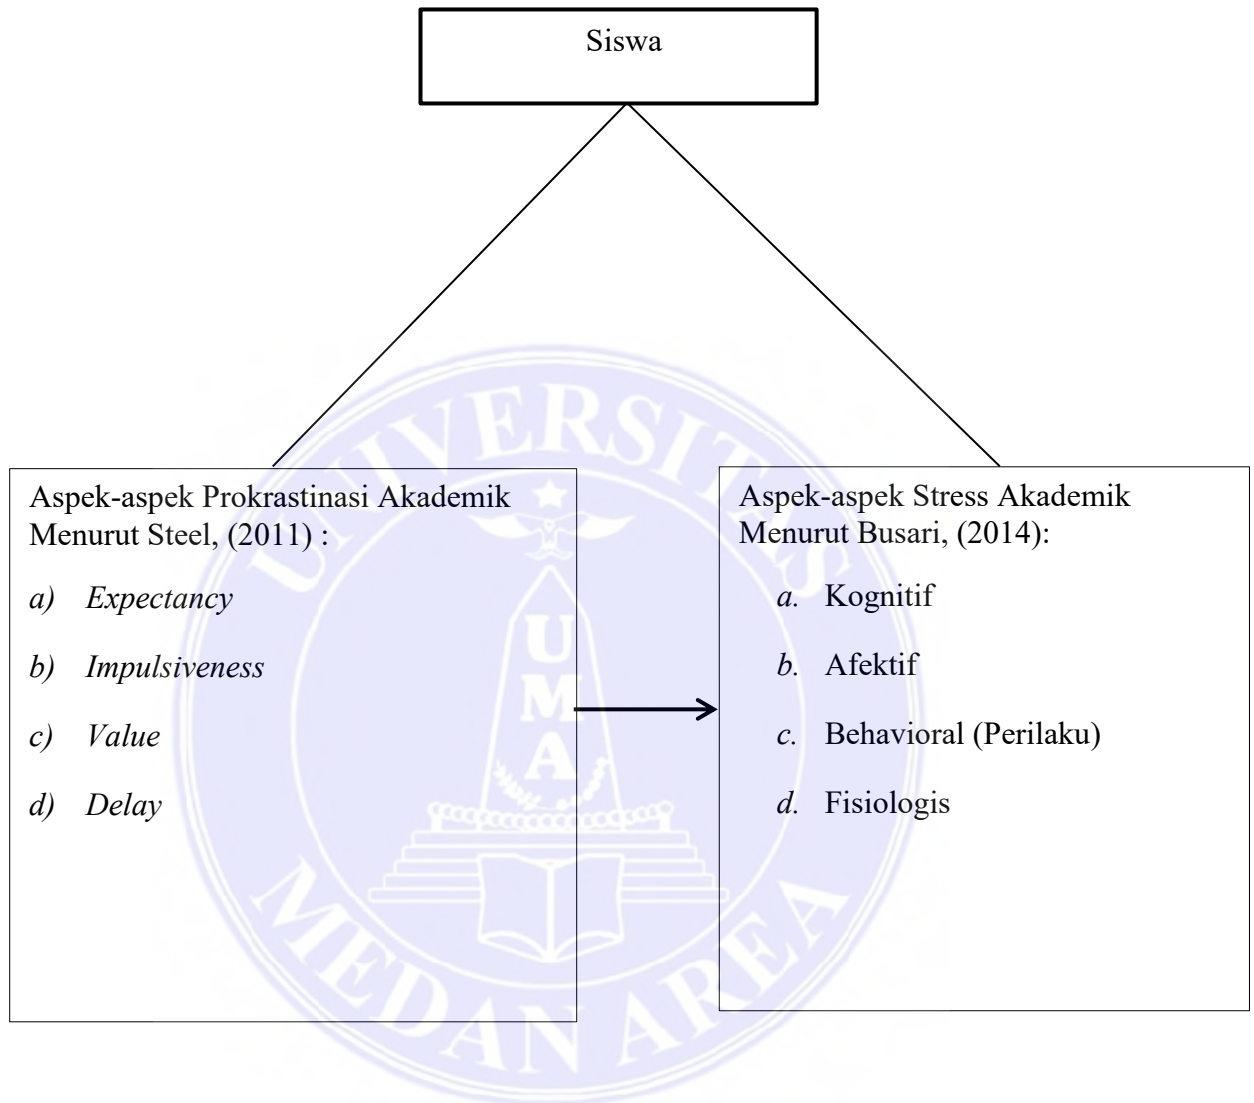 Siswa
Aspek-aspek Prokrastinasi Akademik
Menurut Steel, (2011) :
a) Expectancy
b) Impulsiveness
c) Value
d) Delay
Aspek-aspek Stress Akademik
Menurut Busari, (2014):
a. Kognitif
b. Afektif
c. Behavioral (Perilaku)
d. Fisiologis
UNIVERSITAS
UMA
MEDAN AREA